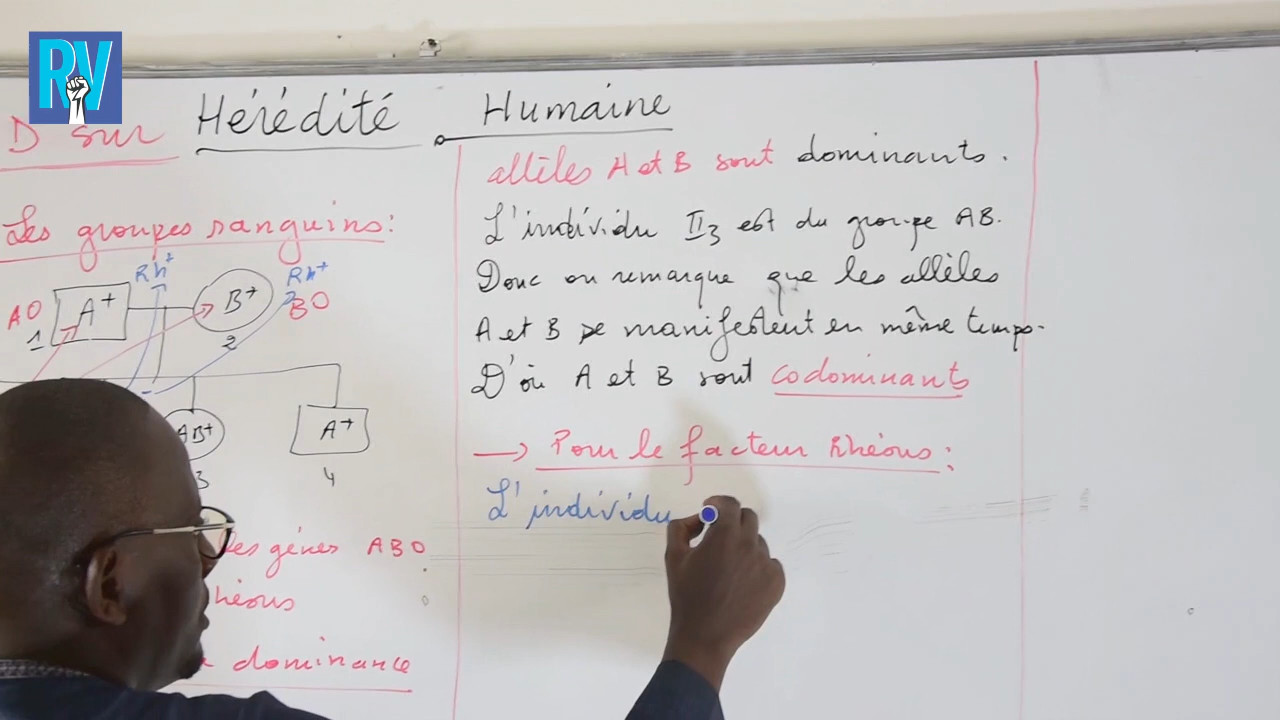 RV
D sur Hérédité Humaine
Les groupes sanguins:
Rh+
Rh+
AO
A+
B+
BO
1
2
AB+
A+
3
4
les gènes ABO
Rhésus
dominance
allèles A et B sont dominants.
L'individu II3 est du groupe AB.
Donc on remarque que les allèles
A et B se manifestent en même temps.
D'où A et B sont codominants
→ Pour le facteur Rhésus:
L'individu